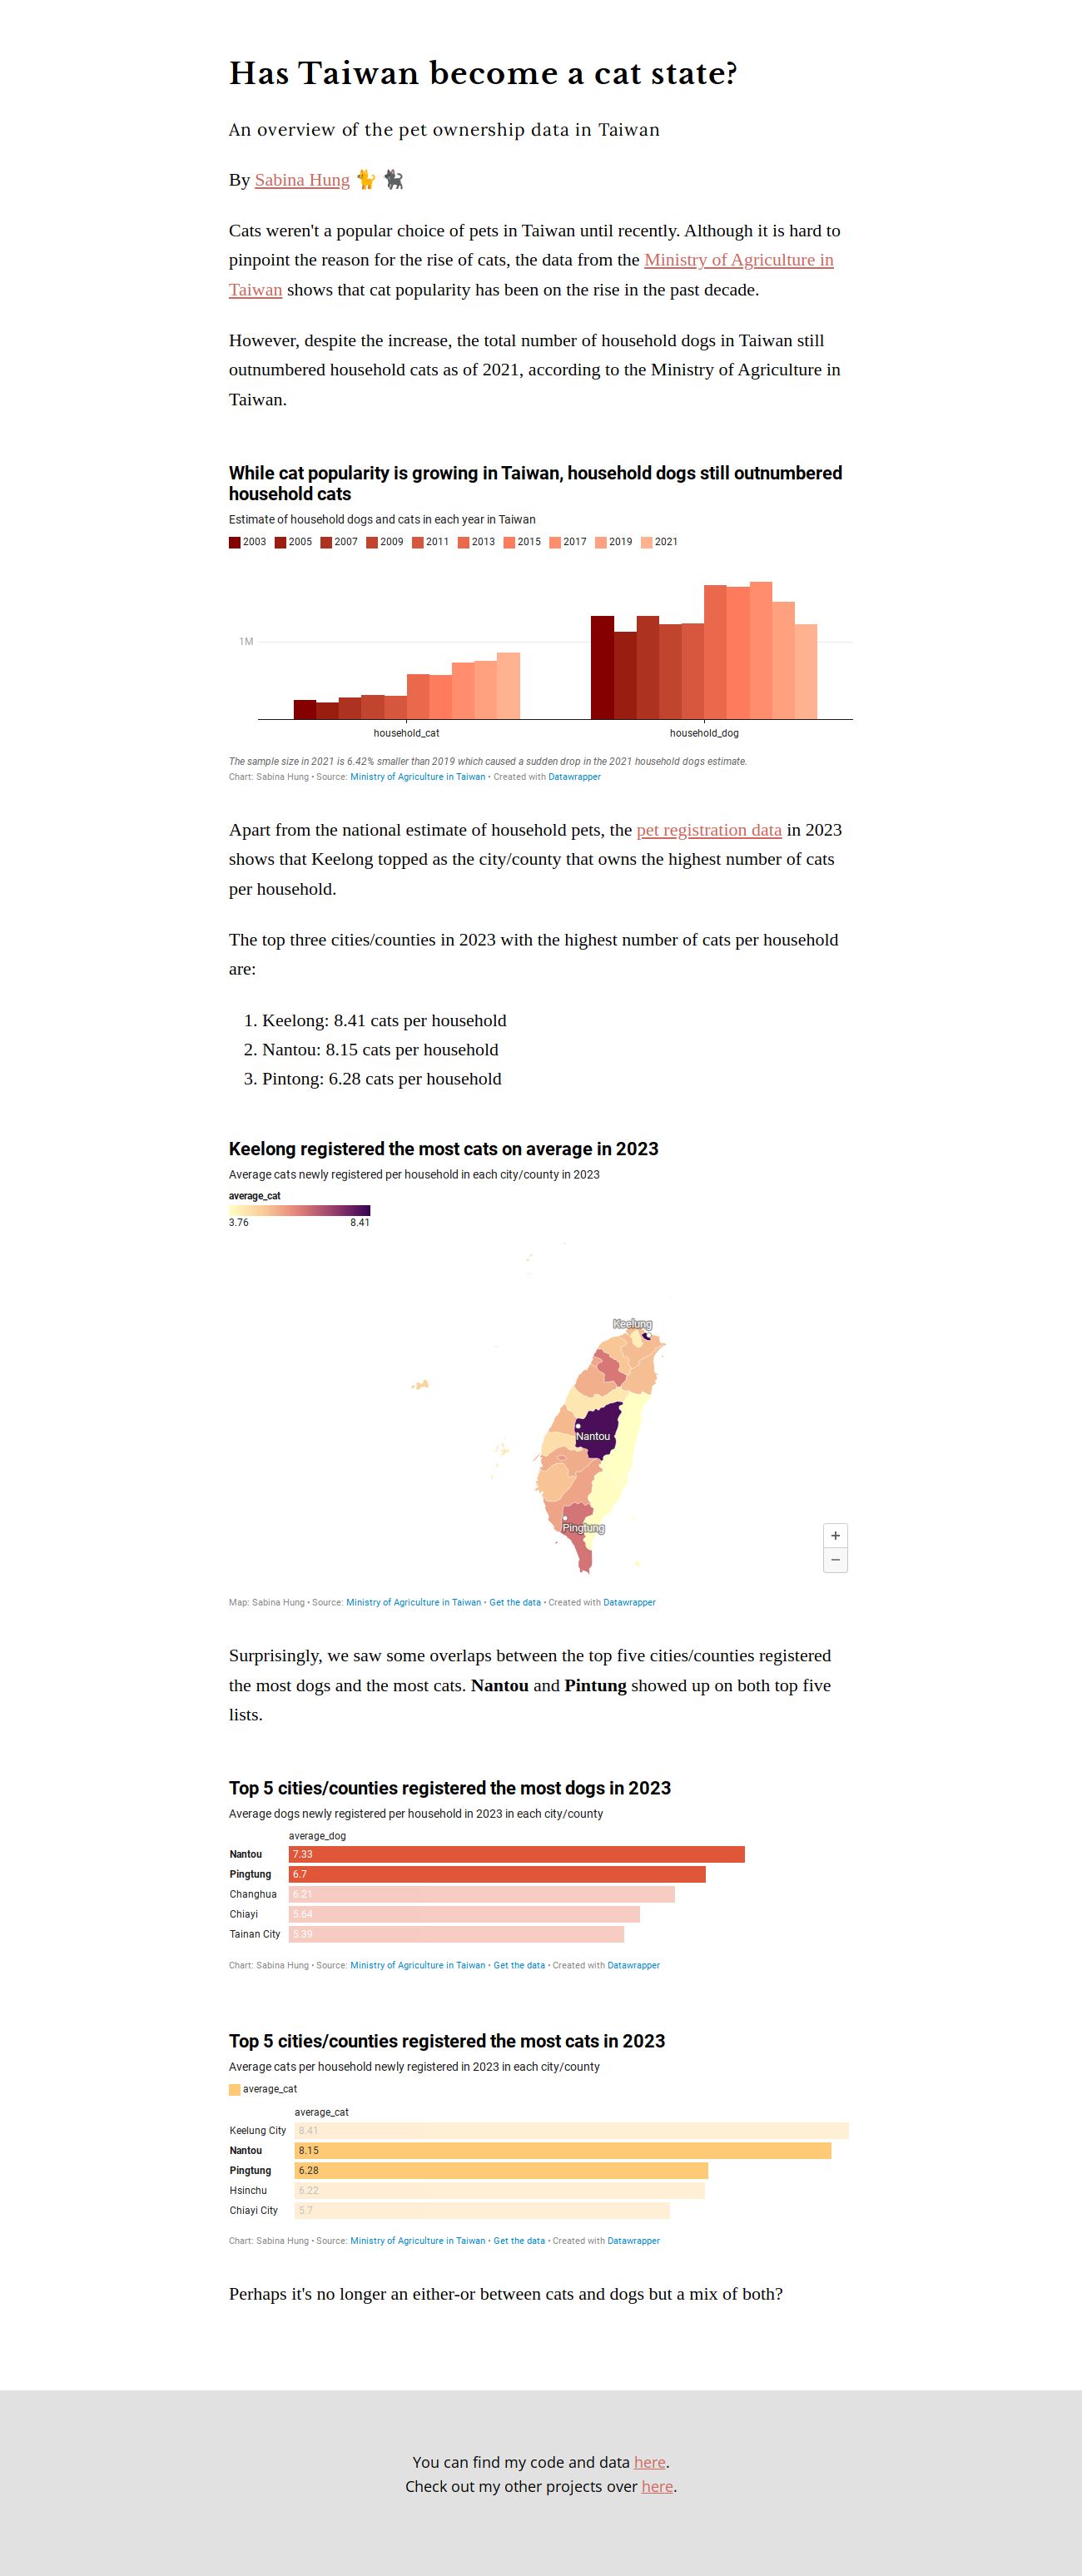 Has Taiwan become a cat state?
An overview of the pet ownership data in Taiwan
By Sabina Hung 🐈 🐈‍⬛
Cats weren't a popular choice of pets in Taiwan until recently. Although it is hard to
pinpoint the reason for the rise of cats, the data from the Ministry of Agriculture in
Taiwan shows that cat popularity has been on the rise in the past decade.
However, despite the increase, the total number of household dogs in Taiwan still
outnumbered household cats as of 2021, according to the Ministry of Agriculture in
Taiwan.
While cat popularity is growing in Taiwan, household dogs still outnumbered
household cats
Estimate of household dogs and cats in each year in Taiwan
2003 2005 2007 2009 2011 2013 2015 2017 2019 2021
1M
household_cat household_dog
The sample size in 2021 is 6.42% smaller than 2019 which caused a sudden drop in the 2021 household dogs estimate.
Chart: Sabina Hung • Source: Ministry of Agriculture in Taiwan • Created with Datawrapper
Apart from the national estimate of household pets, the pet registration data in 2023
shows that Keelong topped as the city/county that owns the highest number of cats
per household.
The top three cities/counties in 2023 with the highest number of cats per household
are:
1. Keelong: 8.41 cats per household
2. Nantou: 8.15 cats per household
3. Pintong: 6.28 cats per household
Keelong registered the most cats on average in 2023
Average cats newly registered per household in each city/county in 2023
average_cat
3.76 8.41
Keelung
Nantou
Pingtung
+
−
Map: Sabina Hung • Source: Ministry of Agriculture in Taiwan • Get the data • Created with Datawrapper
Surprisingly, we saw some overlaps between the top five cities/counties registered
the most dogs and the most cats. Nantou and Pintung showed up on both top five
lists.
Top 5 cities/counties registered the most dogs in 2023
Average dogs newly registered per household in 2023 in each city/county
average_dog
Nantou 7.33
Pingtung 6.7
Changhua 6.21
Chiayi 5.64
Tainan City 5.39
Chart: Sabina Hung • Source: Ministry of Agriculture in Taiwan • Get the data • Created with Datawrapper
Top 5 cities/counties registered the most cats in 2023
Average cats per household newly registered in 2023 in each city/county
average_cat
average_cat
Keelung City 8.41
Nantou 8.15
Pingtung 6.28
Hsinchu 6.22
Chiayi City 5.7
Chart: Sabina Hung • Source: Ministry of Agriculture in Taiwan • Get the data • Created with Datawrapper
Perhaps it's no longer an either-or between cats and dogs but a mix of both?
You can find my code and data here.
Check out my other projects over here.